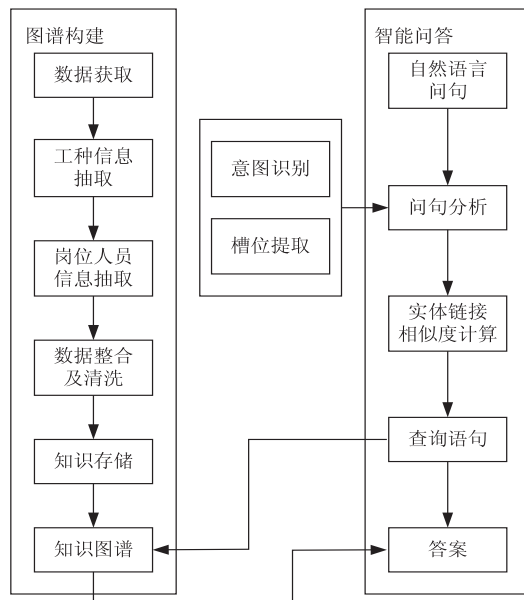 图谱构建
数据获取
工种信息
抽取
岗位人员
信息抽取
数据整合
及清洗
知识存储
知识图谱
意图识别
槽位提取
智能问答
自然语言
问句
问句分析
实体链接
相似度计算
查询语句
答案